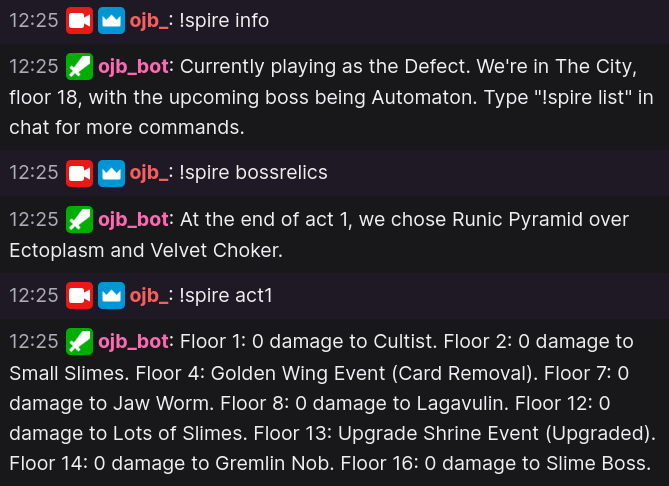 12:25 ojb_: !spire info
12:25 ojb_bot: Currently playing as the Defect. We're in The City,
floor 18, with the upcoming boss being Automaton. Type "!spire list" in
chat for more commands.
12:25 ojb_: !spire bossrelics
12:25 ojb_bot: At the end of act 1, we chose Runic Pyramid over
Ectoplasm and Velvet Choker.
12:25 ojb_: !spire act1
12:25 ojb_bot: Floor 1: 0 damage to Cultist. Floor 2: 0 damage to
Small Slimes. Floor 4: Golden Wing Event (Card Removal). Floor 7: 0
damage to Jaw Worm. Floor 8: 0 damage to Lagavulin. Floor 12: 0
damage to Lots of Slimes. Floor 13: Upgrade Shrine Event (Upgraded).
Floor 14: 0 damage to Gremlin Nob. Floor 16: 0 damage to Slime Boss.